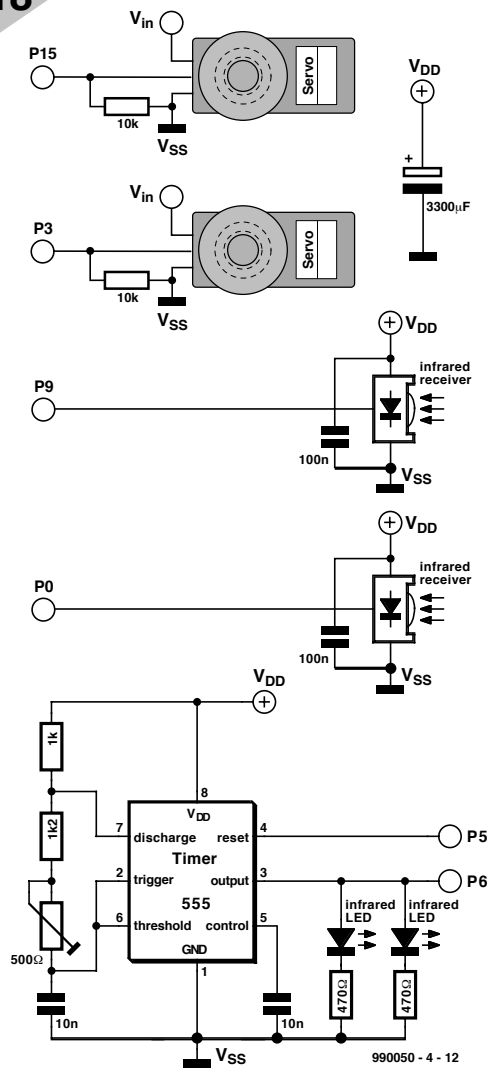 Vin
P15
Servo
10k
VSS
VDD
+
3300µF
Vin
P3
Servo
10k
VSS
+ VDD
infrared
receiver
P9
100n
VSS
+ VDD
infrared
receiver
P0
100n
VSS
VDD
+
1k
8
VDD
7 discharge reset 4 P5
Timer
1k2
2 trigger output 3 P6
555
6 threshold control 5
infrared
LED
infrared
LED
500Ω
GND
1
470Ω
470Ω
10n
10n
VSS
990050 - 4 - 12